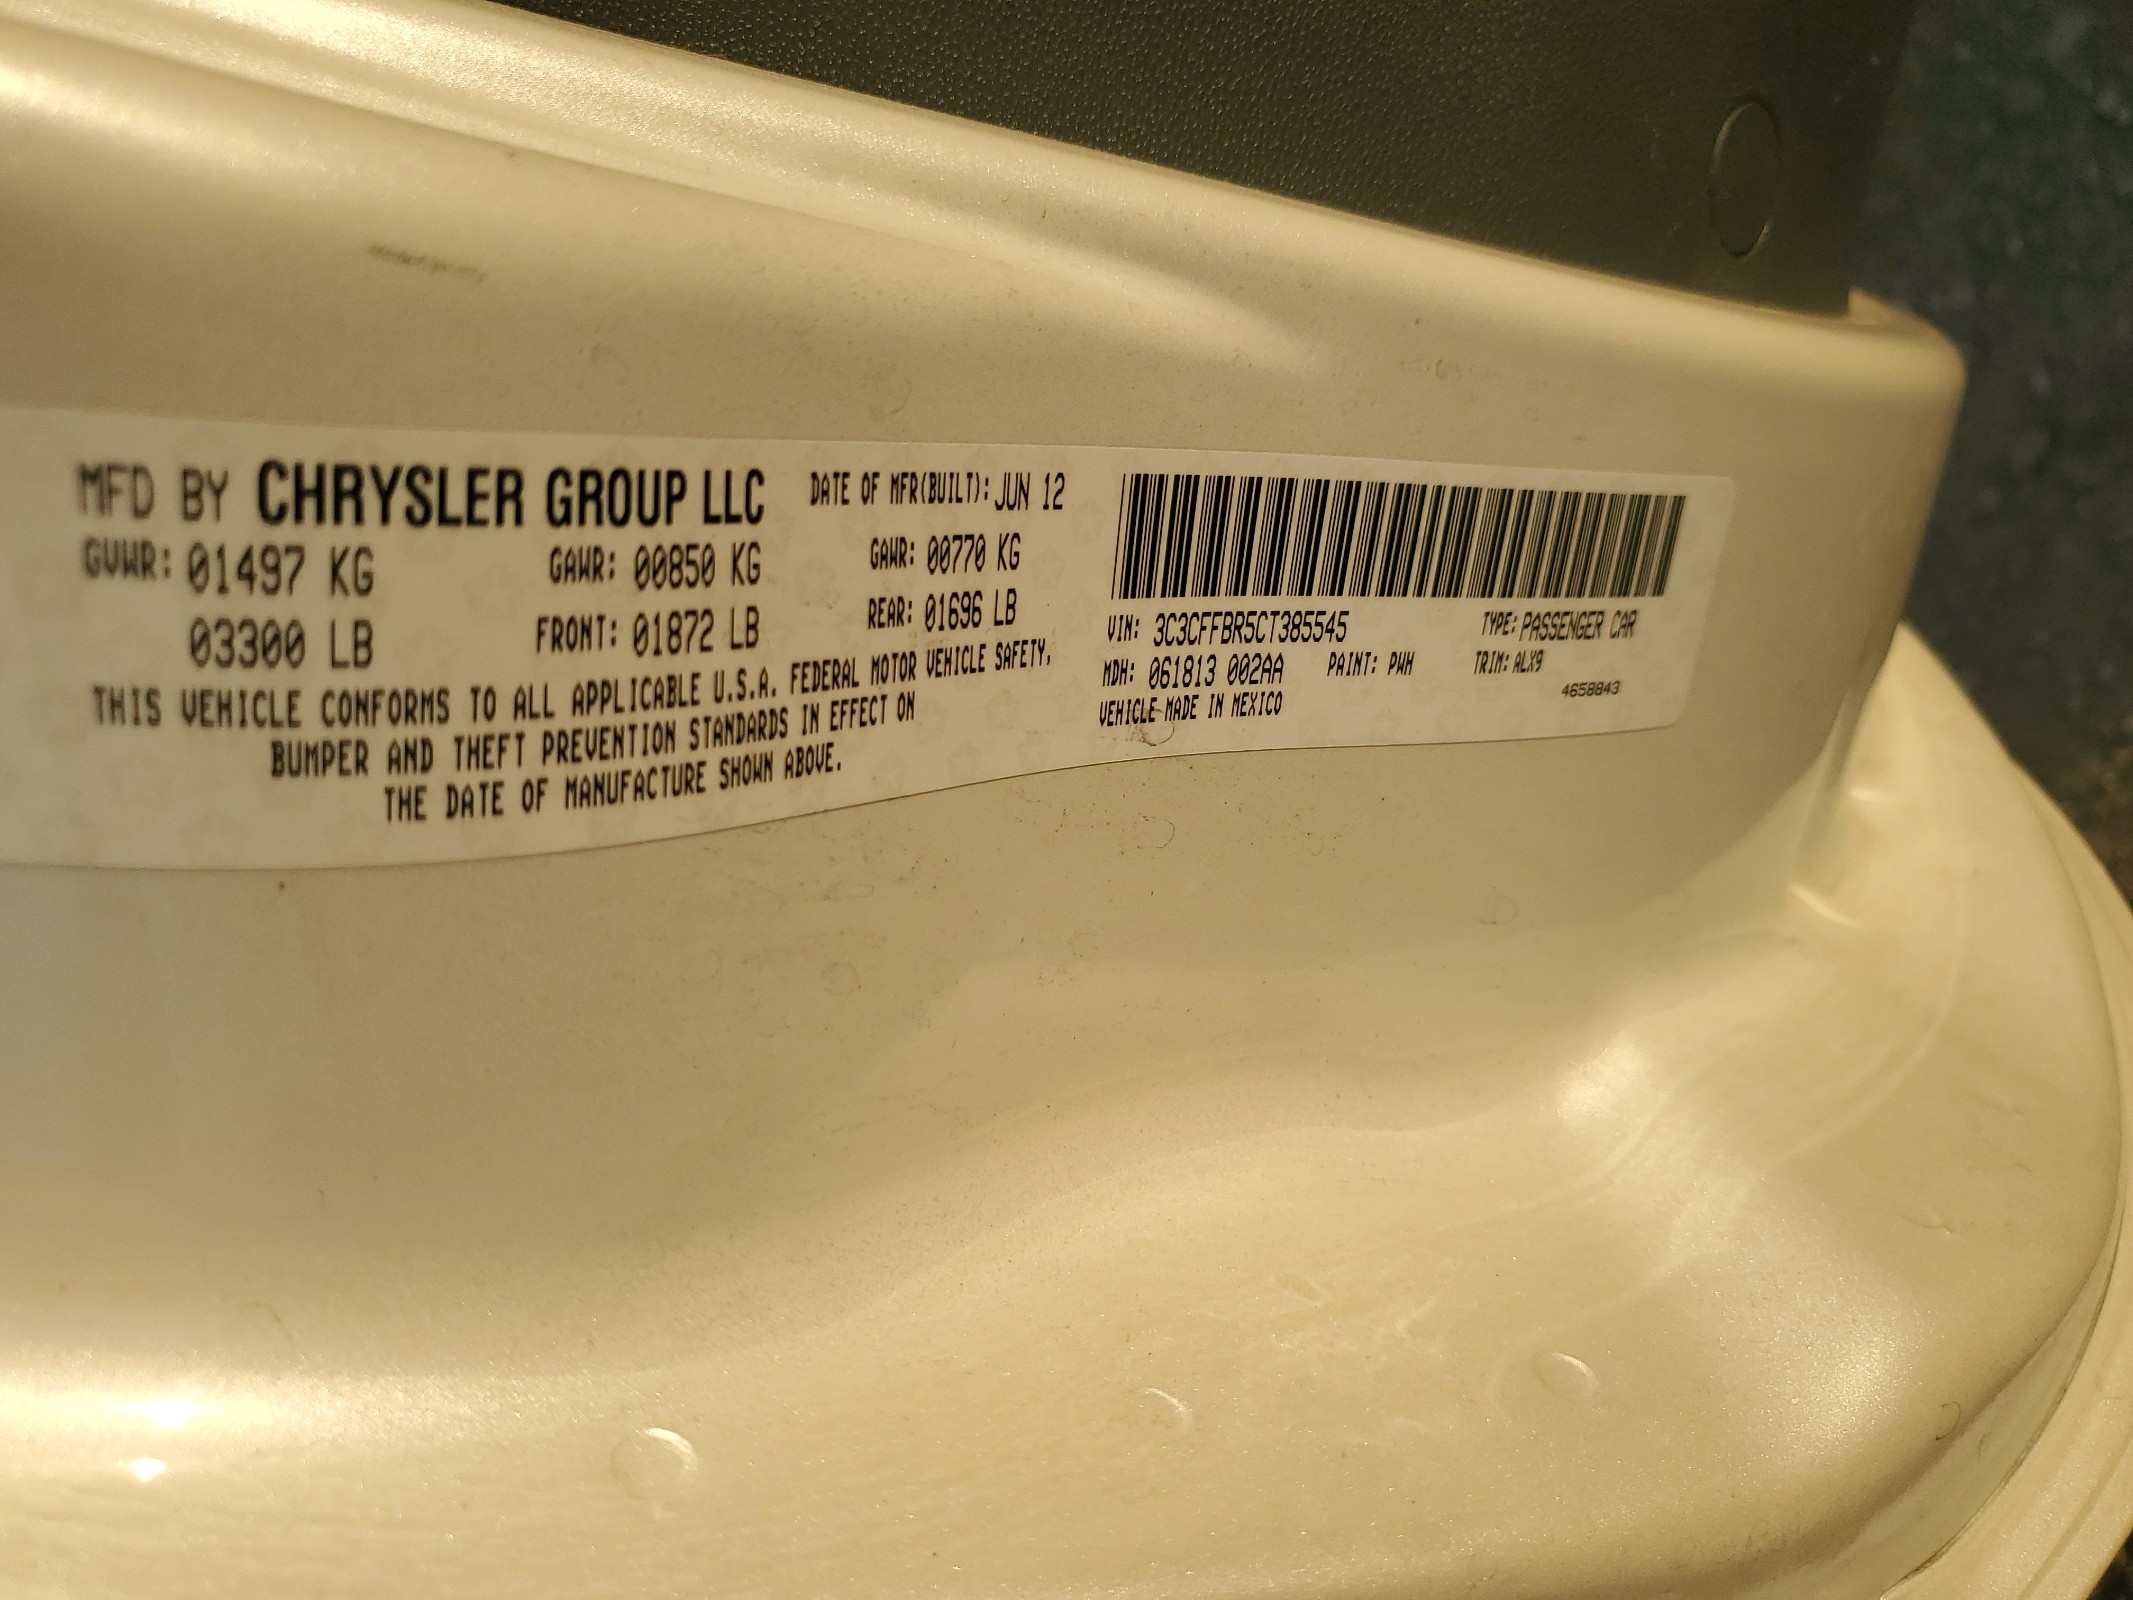 MFD BY CHRYSLER GROUP LLC DATE OF MFR(BUILT): JUN 12
GVWR: 01497 KG GAWR: 00850 KG GAWR: 00770 KG
03300 LB FRONT: 01872 LB REAR: 01696 LB
THIS VEHICLE CONFORMS TO ALL APPLICABLE U.S.A. FEDERAL MOTOR VEHICLE SAFETY,
BUMPER AND THEFT PREVENTION STANDARDS IN EFFECT ON
THE DATE OF MANUFACTURE SHOWN ABOVE.
VIN: 3C3CFFBR5CT385545 TYPE: PASSENGER CAR
MDH: 061813 002AA PAINT: PWH TRIM: ALX9
VEHICLE MADE IN MEXICO 4658843